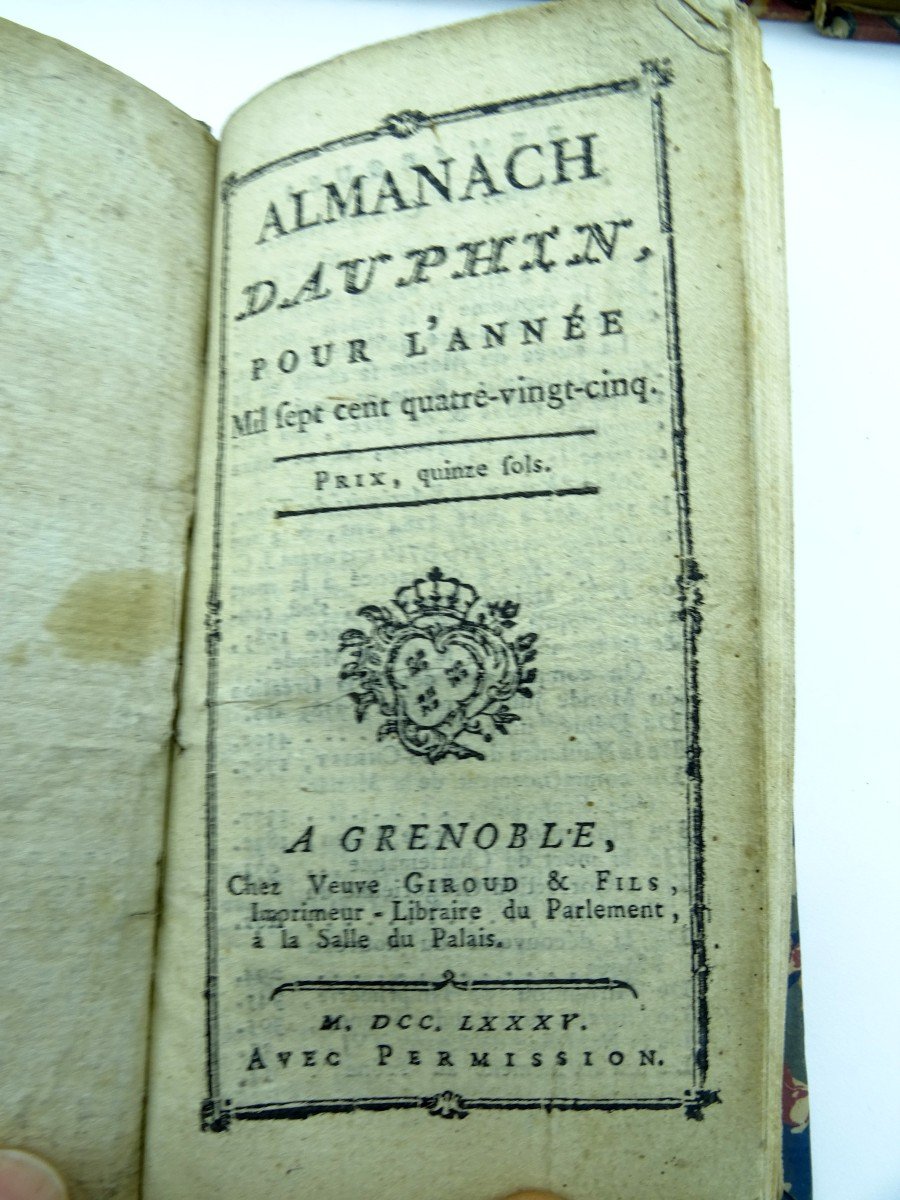 ALMANACH
DAUPHIN,
POUR L'ANNÉE
Mil ſept cent quatre-vingt-cinq.
PRIX, quinze ſols.
A GRENOBLE,
Chez Veuve GIROUD & FILS,
Imprimeur-Libraire du Parlement,
à la Salle du Palais.
M. DCC. LXXXV.
AVEC PERMISSION.